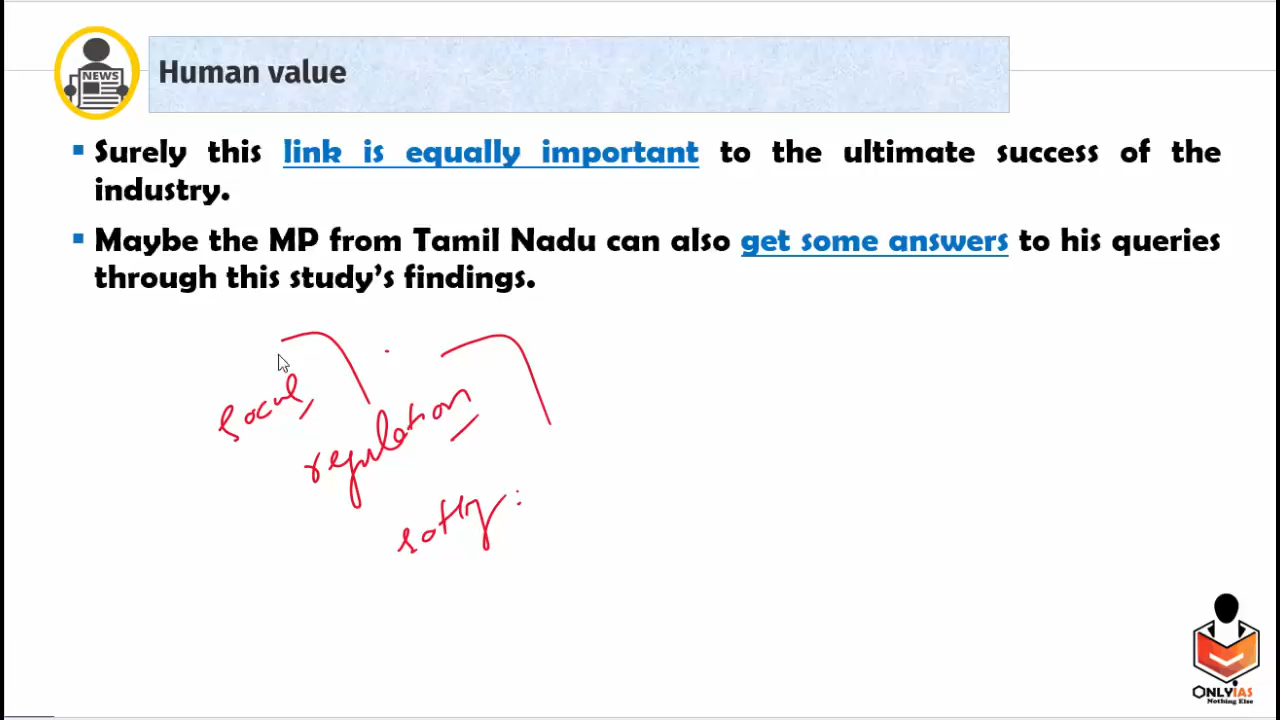 NEWS
Human value
Surely this link is equally important to the ultimate success of the
industry.
Maybe the MP from Tamil Nadu can also get some answers to his queries
through this study's findings.
regulation
ONLYIAS
Nothing Else